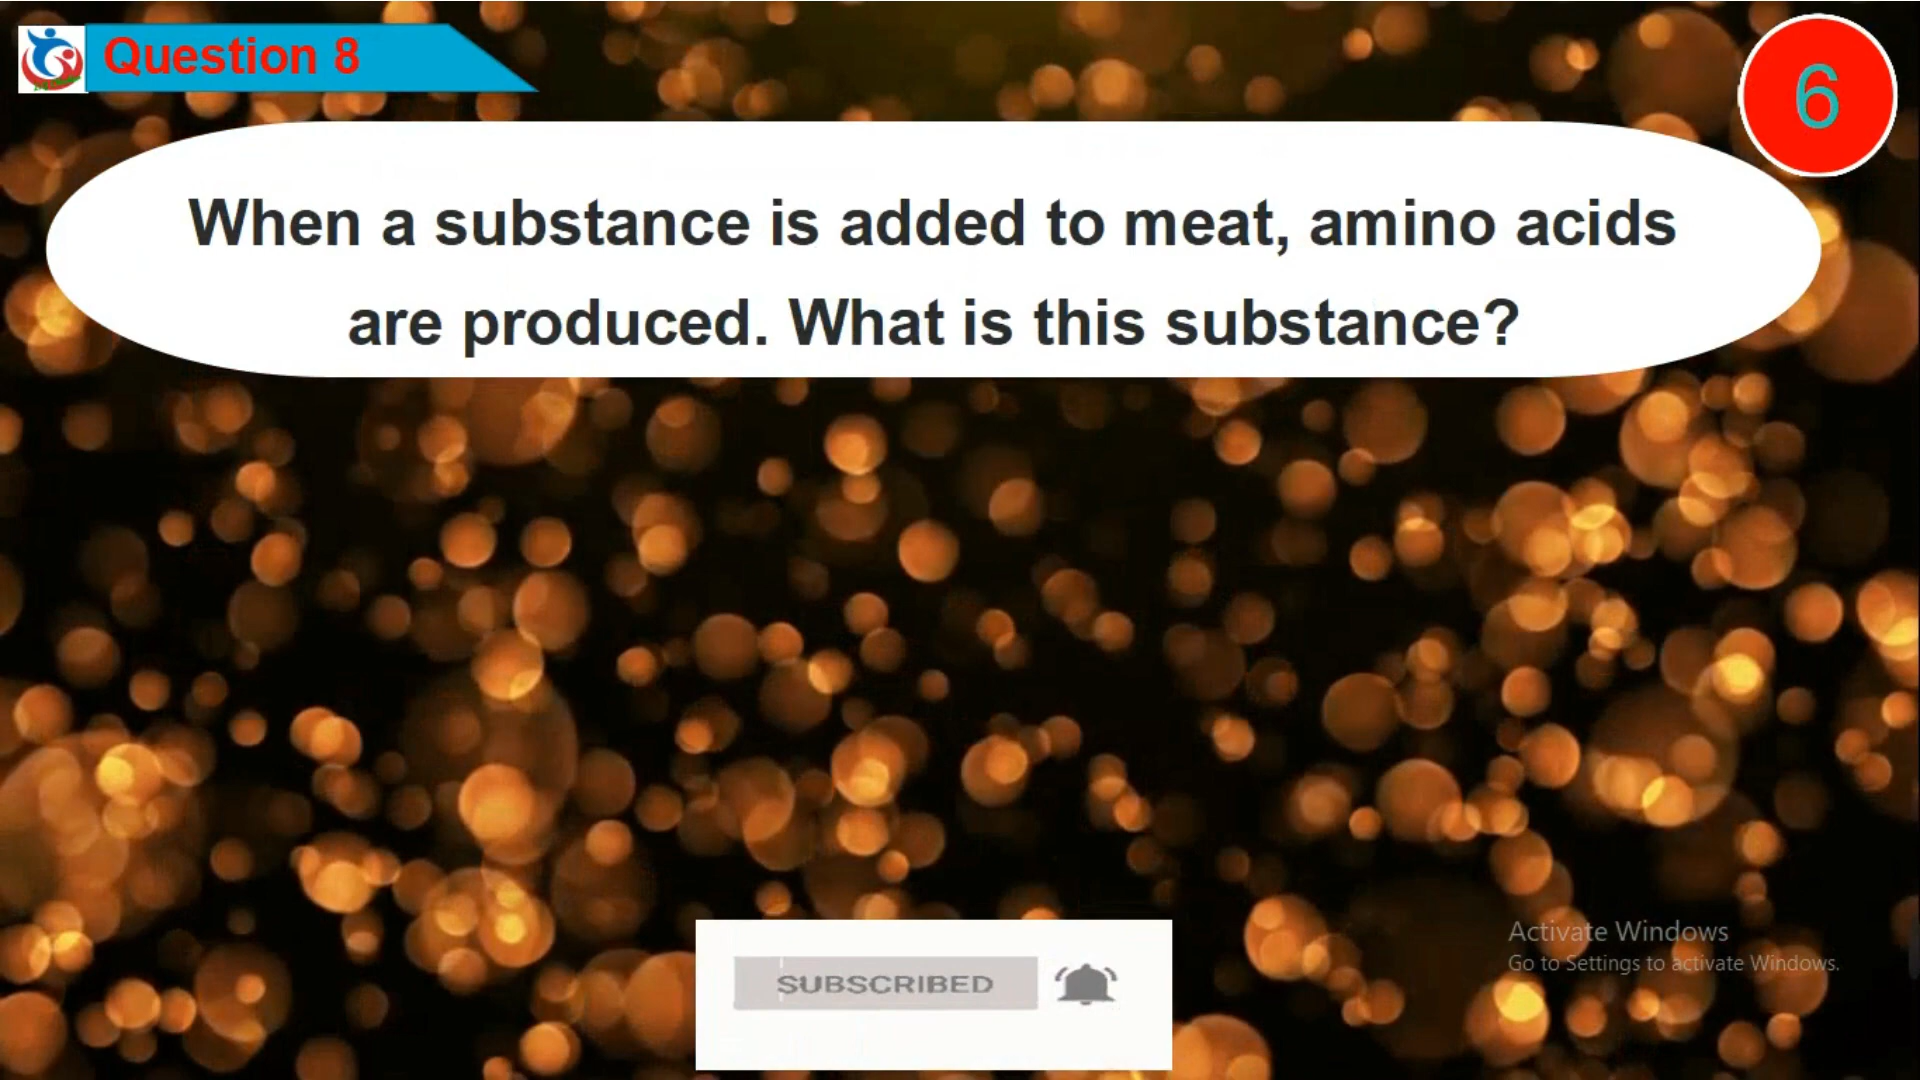 Question 8
6
When a substance is added to meat, amino acids
are produced. What is this substance?
SUBSCRIBED
Activate Windows
Go to Settings to activate Windows.